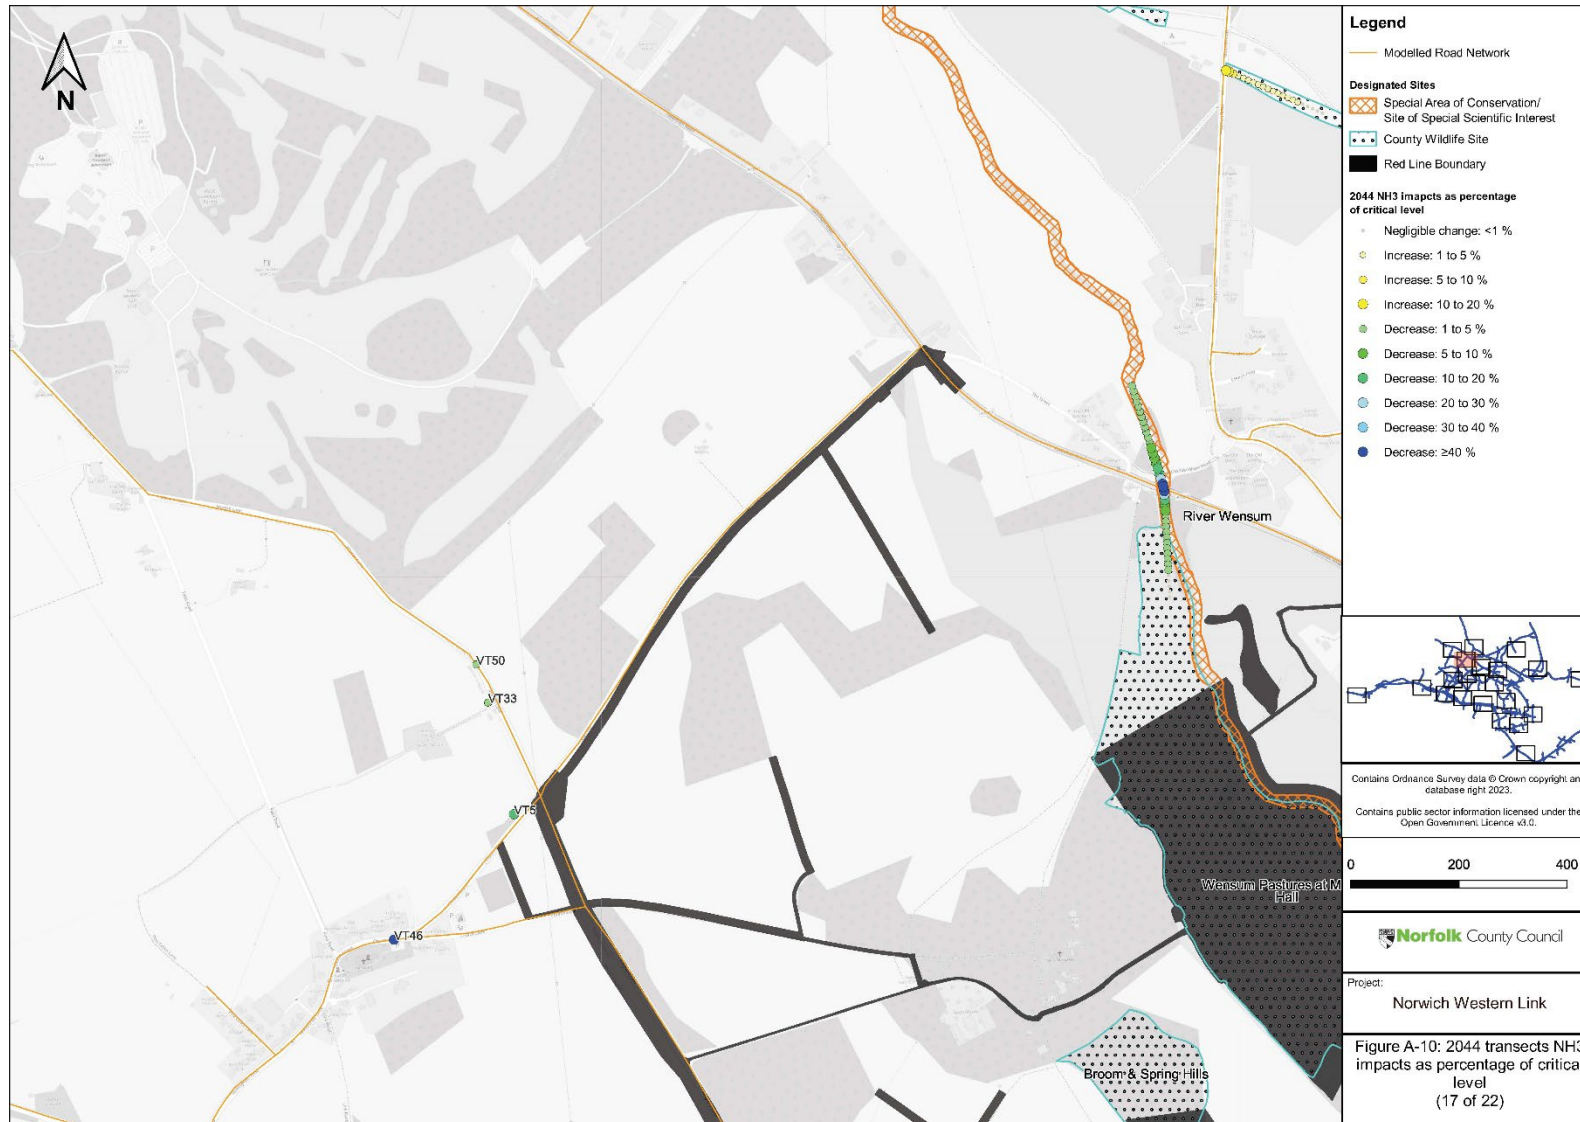 N
River Wensum
VT50
VT33
VT5
VT46
Wensum Pastures at M
Hall
Broom & Spring Hills
Legend
Modelled Road Network
Designated Sites
Special Area of Conservation/
Site of Special Scientific Interest
County Wildlife Site
Red Line Boundary
2044 NH3 imapcts as percentage
of critical level
Negligible change: <1 %
Increase: 1 to 5 %
Increase: 5 to 10 %
Increase: 10 to 20 %
Decrease: 1 to 5 %
Decrease: 5 to 10 %
Decrease: 10 to 20 %
Decrease: 20 to 30 %
Decrease: 30 to 40 %
Decrease: ≥40 %
Contains Ordnance Survey data © Crown copyright an
database right 2023.
Contains public sector information licensed under the
Open Government Licence v3.0.
0 200 400
Norfolk County Council
Project:
Norwich Western Link
Figure A-10: 2044 transects NH3
impacts as percentage of critica
level
(17 of 22)